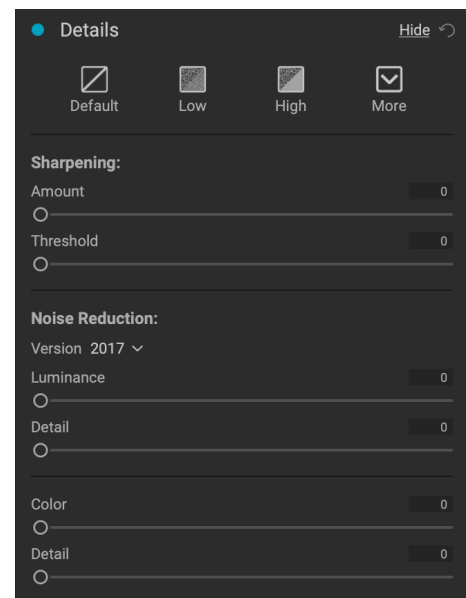 Details Hide
Default Low High More
Sharpening:
Amount 0
Threshold 0
Noise Reduction:
Version 2017
Luminance 0
Detail 0
Color 0
Detail 0